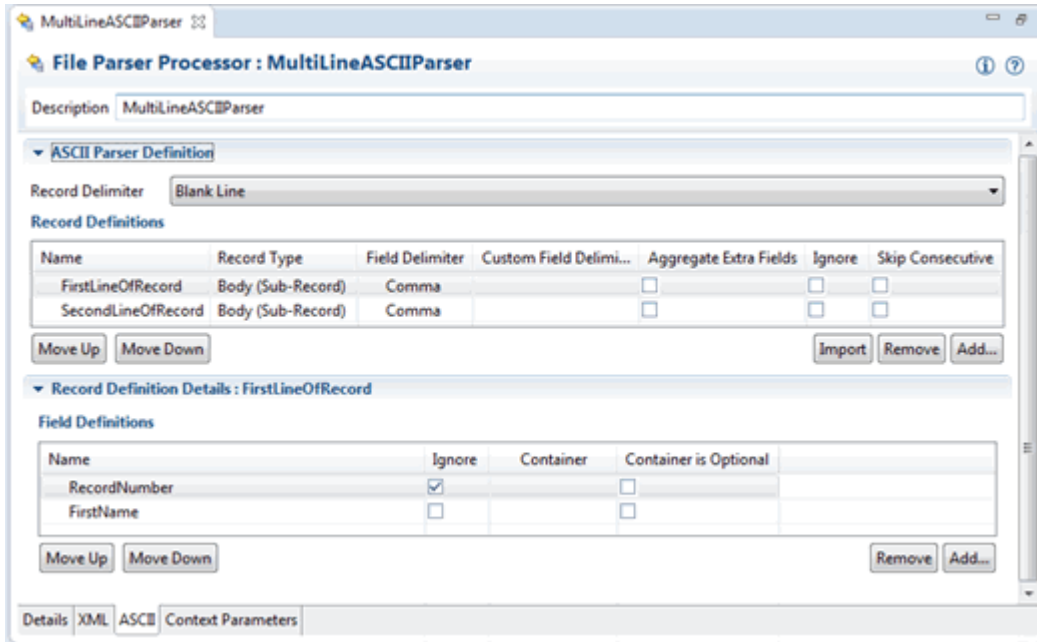 MultiLineASCIIParser
File Parser Processor : MultiLineASCIIParser
Description MultiLineASCIIParser
ASCII Parser Definition
Record Delimiter Blank Line
Record Definitions
Name Record Type Field Delimiter Custom Field Delimi... Aggregate Extra Fields Ignore Skip Consecutive
FirstLineOfRecord Body (Sub-Record) Comma
SecondLineOfRecord Body (Sub-Record) Comma
Move Up Move Down Import Remove Add...
Record Definition Details : FirstLineOfRecord
Field Definitions
Name Ignore Container Container is Optional
RecordNumber
FirstName
Move Up Move Down Remove Add...
Details XML ASCII Context Parameters